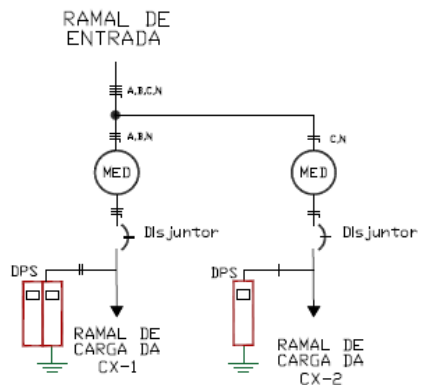 RAMAL DE
ENTRADA
A,B,C,N
A,B,N
C,N
MED
MED
Disjuntor
Disjuntor
DPS
DPS
RAMAL DE
CARGA DA
CX-1
RAMAL DE
CARGA DA
CX-2